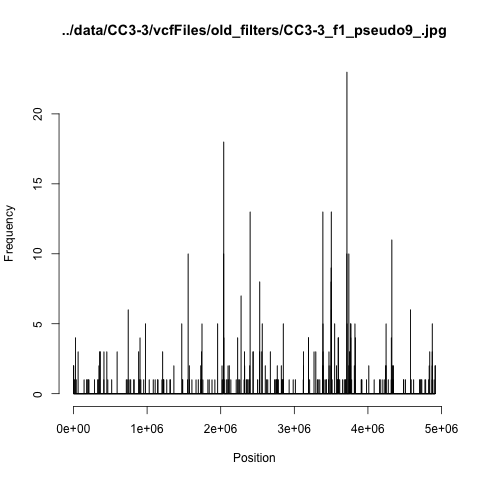 ../data/CC3-3/vcfFiles/old_filters/CC3-3_f1_pseudo9_.jpg
Frequency
20
15
10
5
0
0e+00 1e+06 2e+06 3e+06 4e+06 5e+06
Position